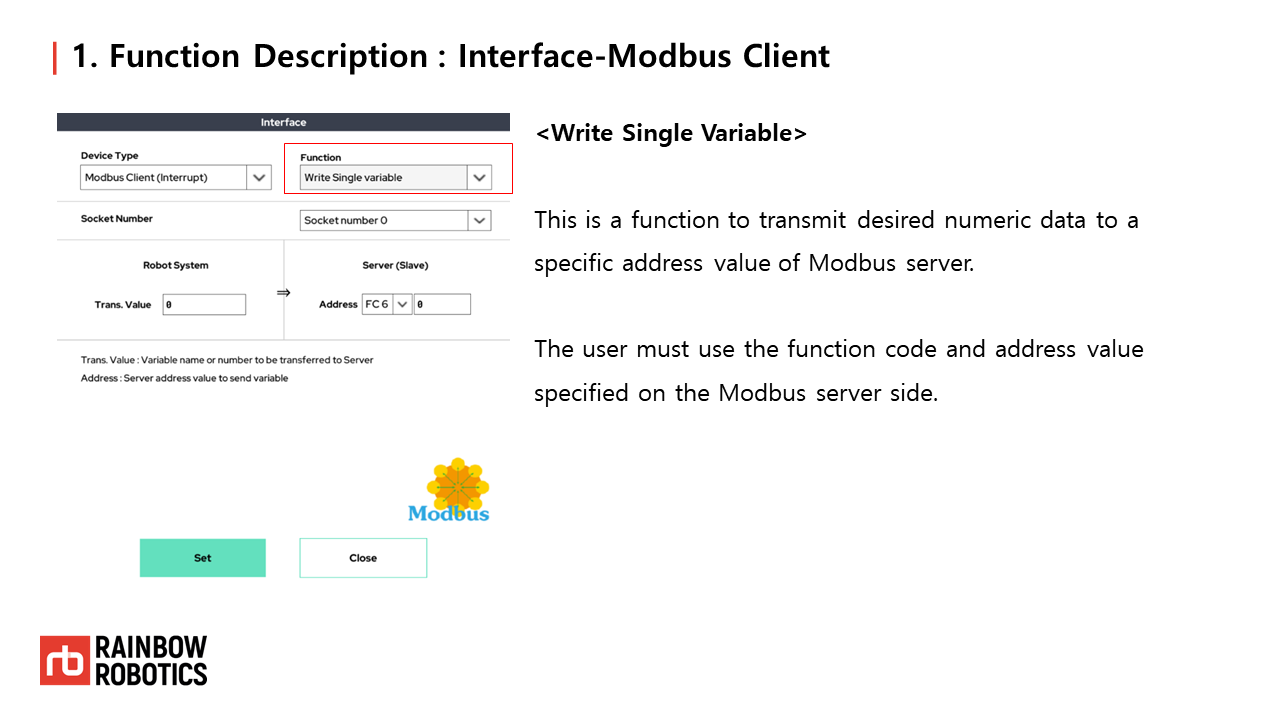 1. Function Description : Interface-Modbus Client
Interface
Device Type
Function
Modbus Client (Interrupt)
Write Single variable
Socket Number
Socket number 0
Robot System
Server (Slave)
⇒
Trans. Value
0
Address
FC 6
0
Trans. Value : Variable name or number to be transferred to Server
Address : Server address value to send variable
Modbus
Set
Close
<Write Single Variable>
This is a function to transmit desired numeric data to a
specific address value of Modbus server.
The user must use the function code and address value
specified on the Modbus server side.
rb
RAINBOW
ROBOTICS